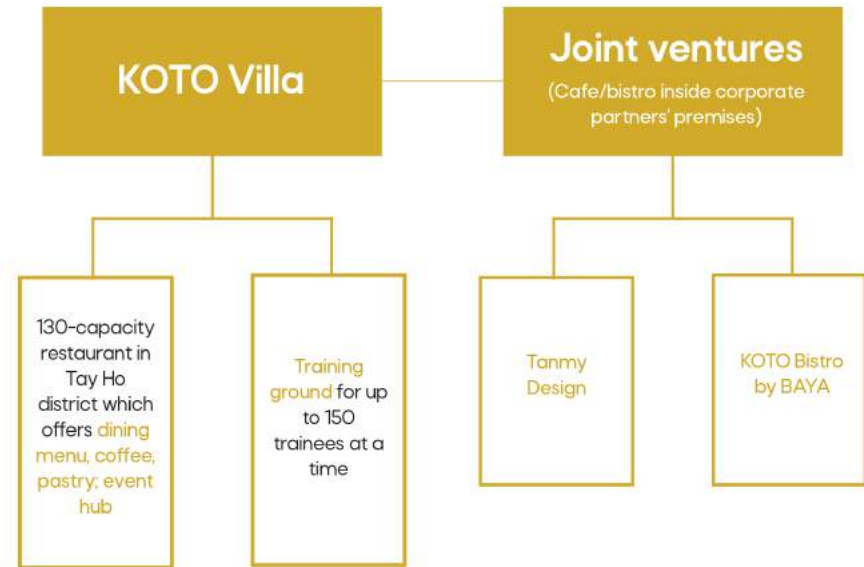 KOTO Villa
Joint ventures
(Cafe/bistro inside corporate
partners' premises)
130-capacity
restaurant in
Tay Ho
district which
offers dining
menu, coffee,
pastry; event
hub
Training
ground for up
to 150
trainees at a
time
Tanmy
Design
KOTO Bistro
by BAYA